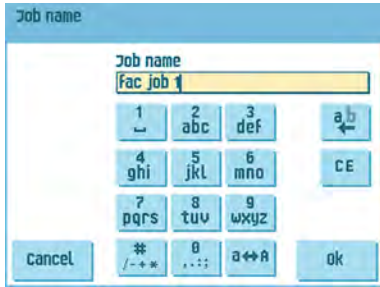 Job name
Job name
Fac job 1
1 2 3
␣ abc def
ab
4 5 6
ghi jkl mno
CE
7 8 9
pqrs tuv wxyz
# 0
/-+* ,.:; a⇔A
Cancel
Ok